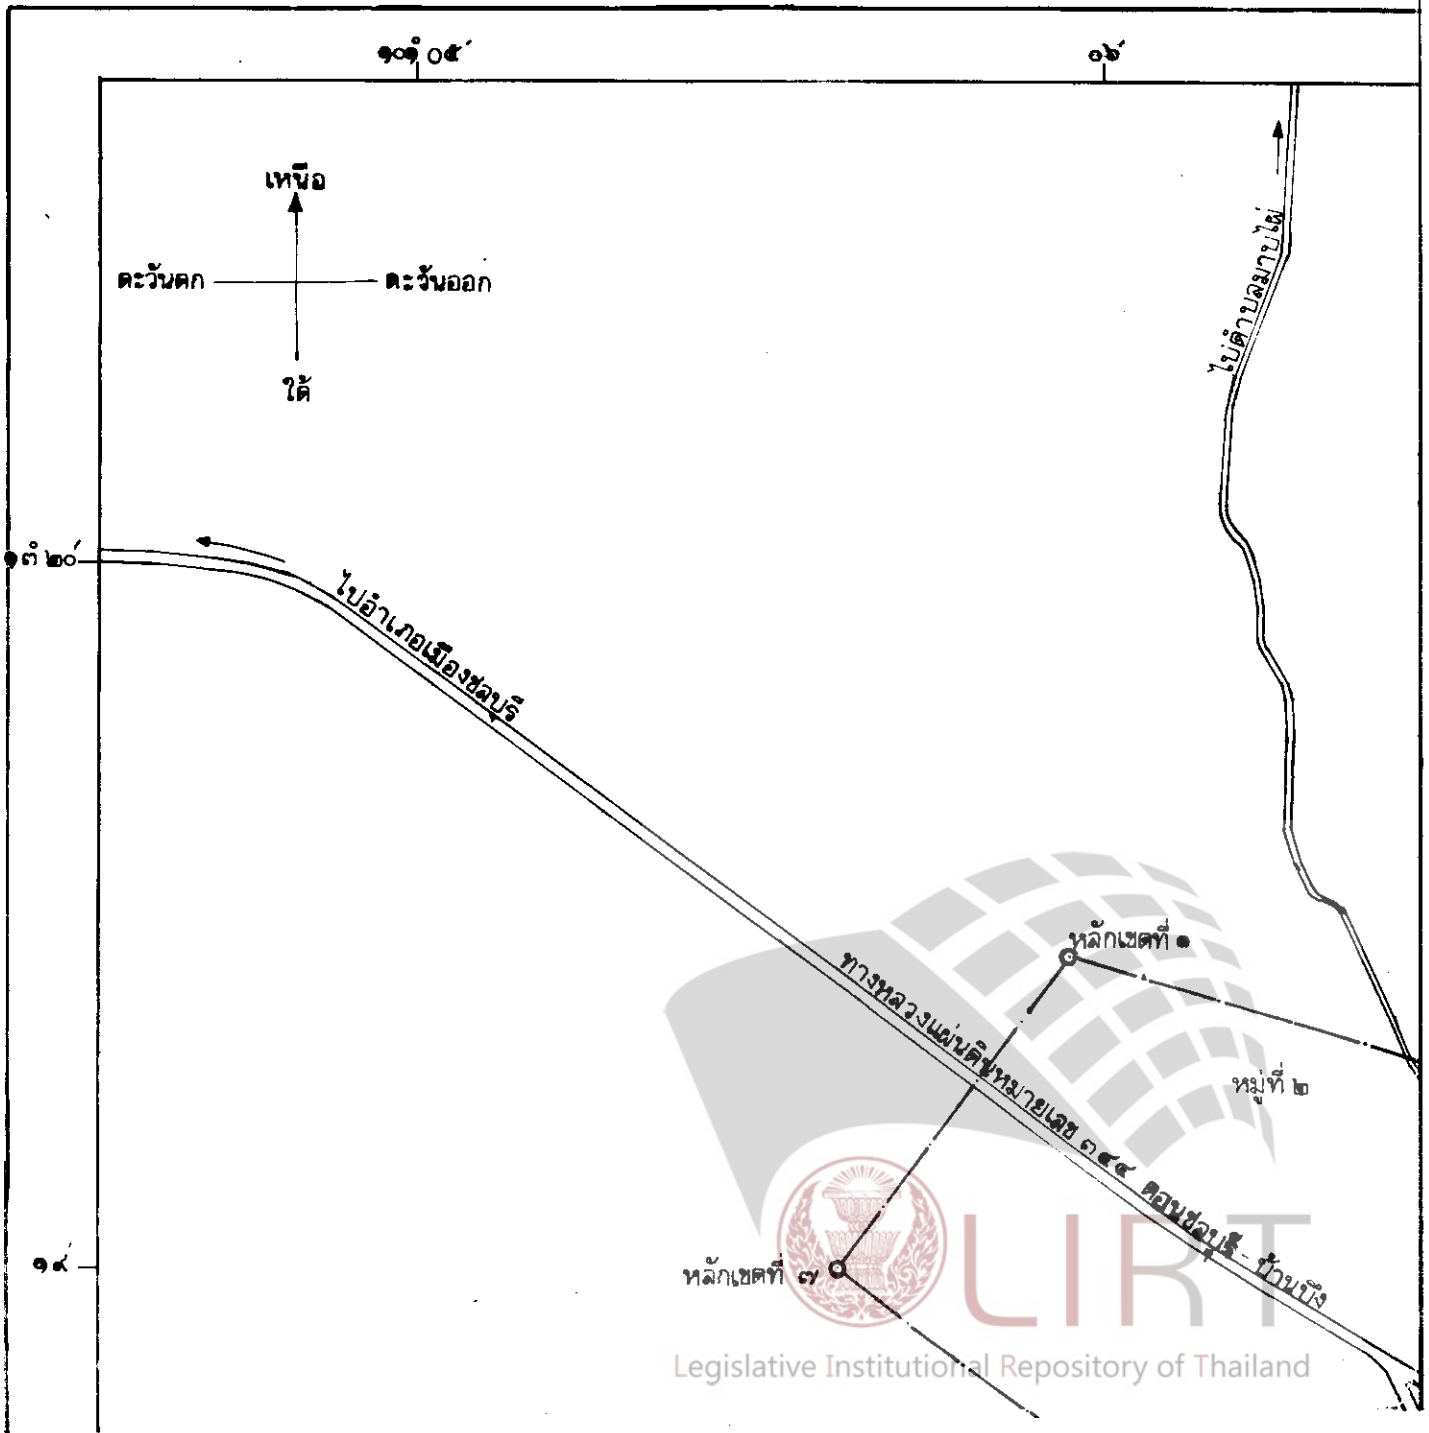 ๑๐๑° ๐๕′
๐๖′
เหนือ
ตะวันตก
ตะวันออก
ใต้
ไปตำบลมาบไผ่
๑๓° ๒๐′
ไปอำเภอเมืองชลบุรี
หลักเขตที่ ๑
ทางหลวงแผ่นดินหมายเลข ๓๔๔ ตอนชลบุรี - บ้านบึง
หมู่ที่ ๒
๑๙′
หลักเขตที่ ๗
LIRT
Legislative Institutional Repository of Thailand